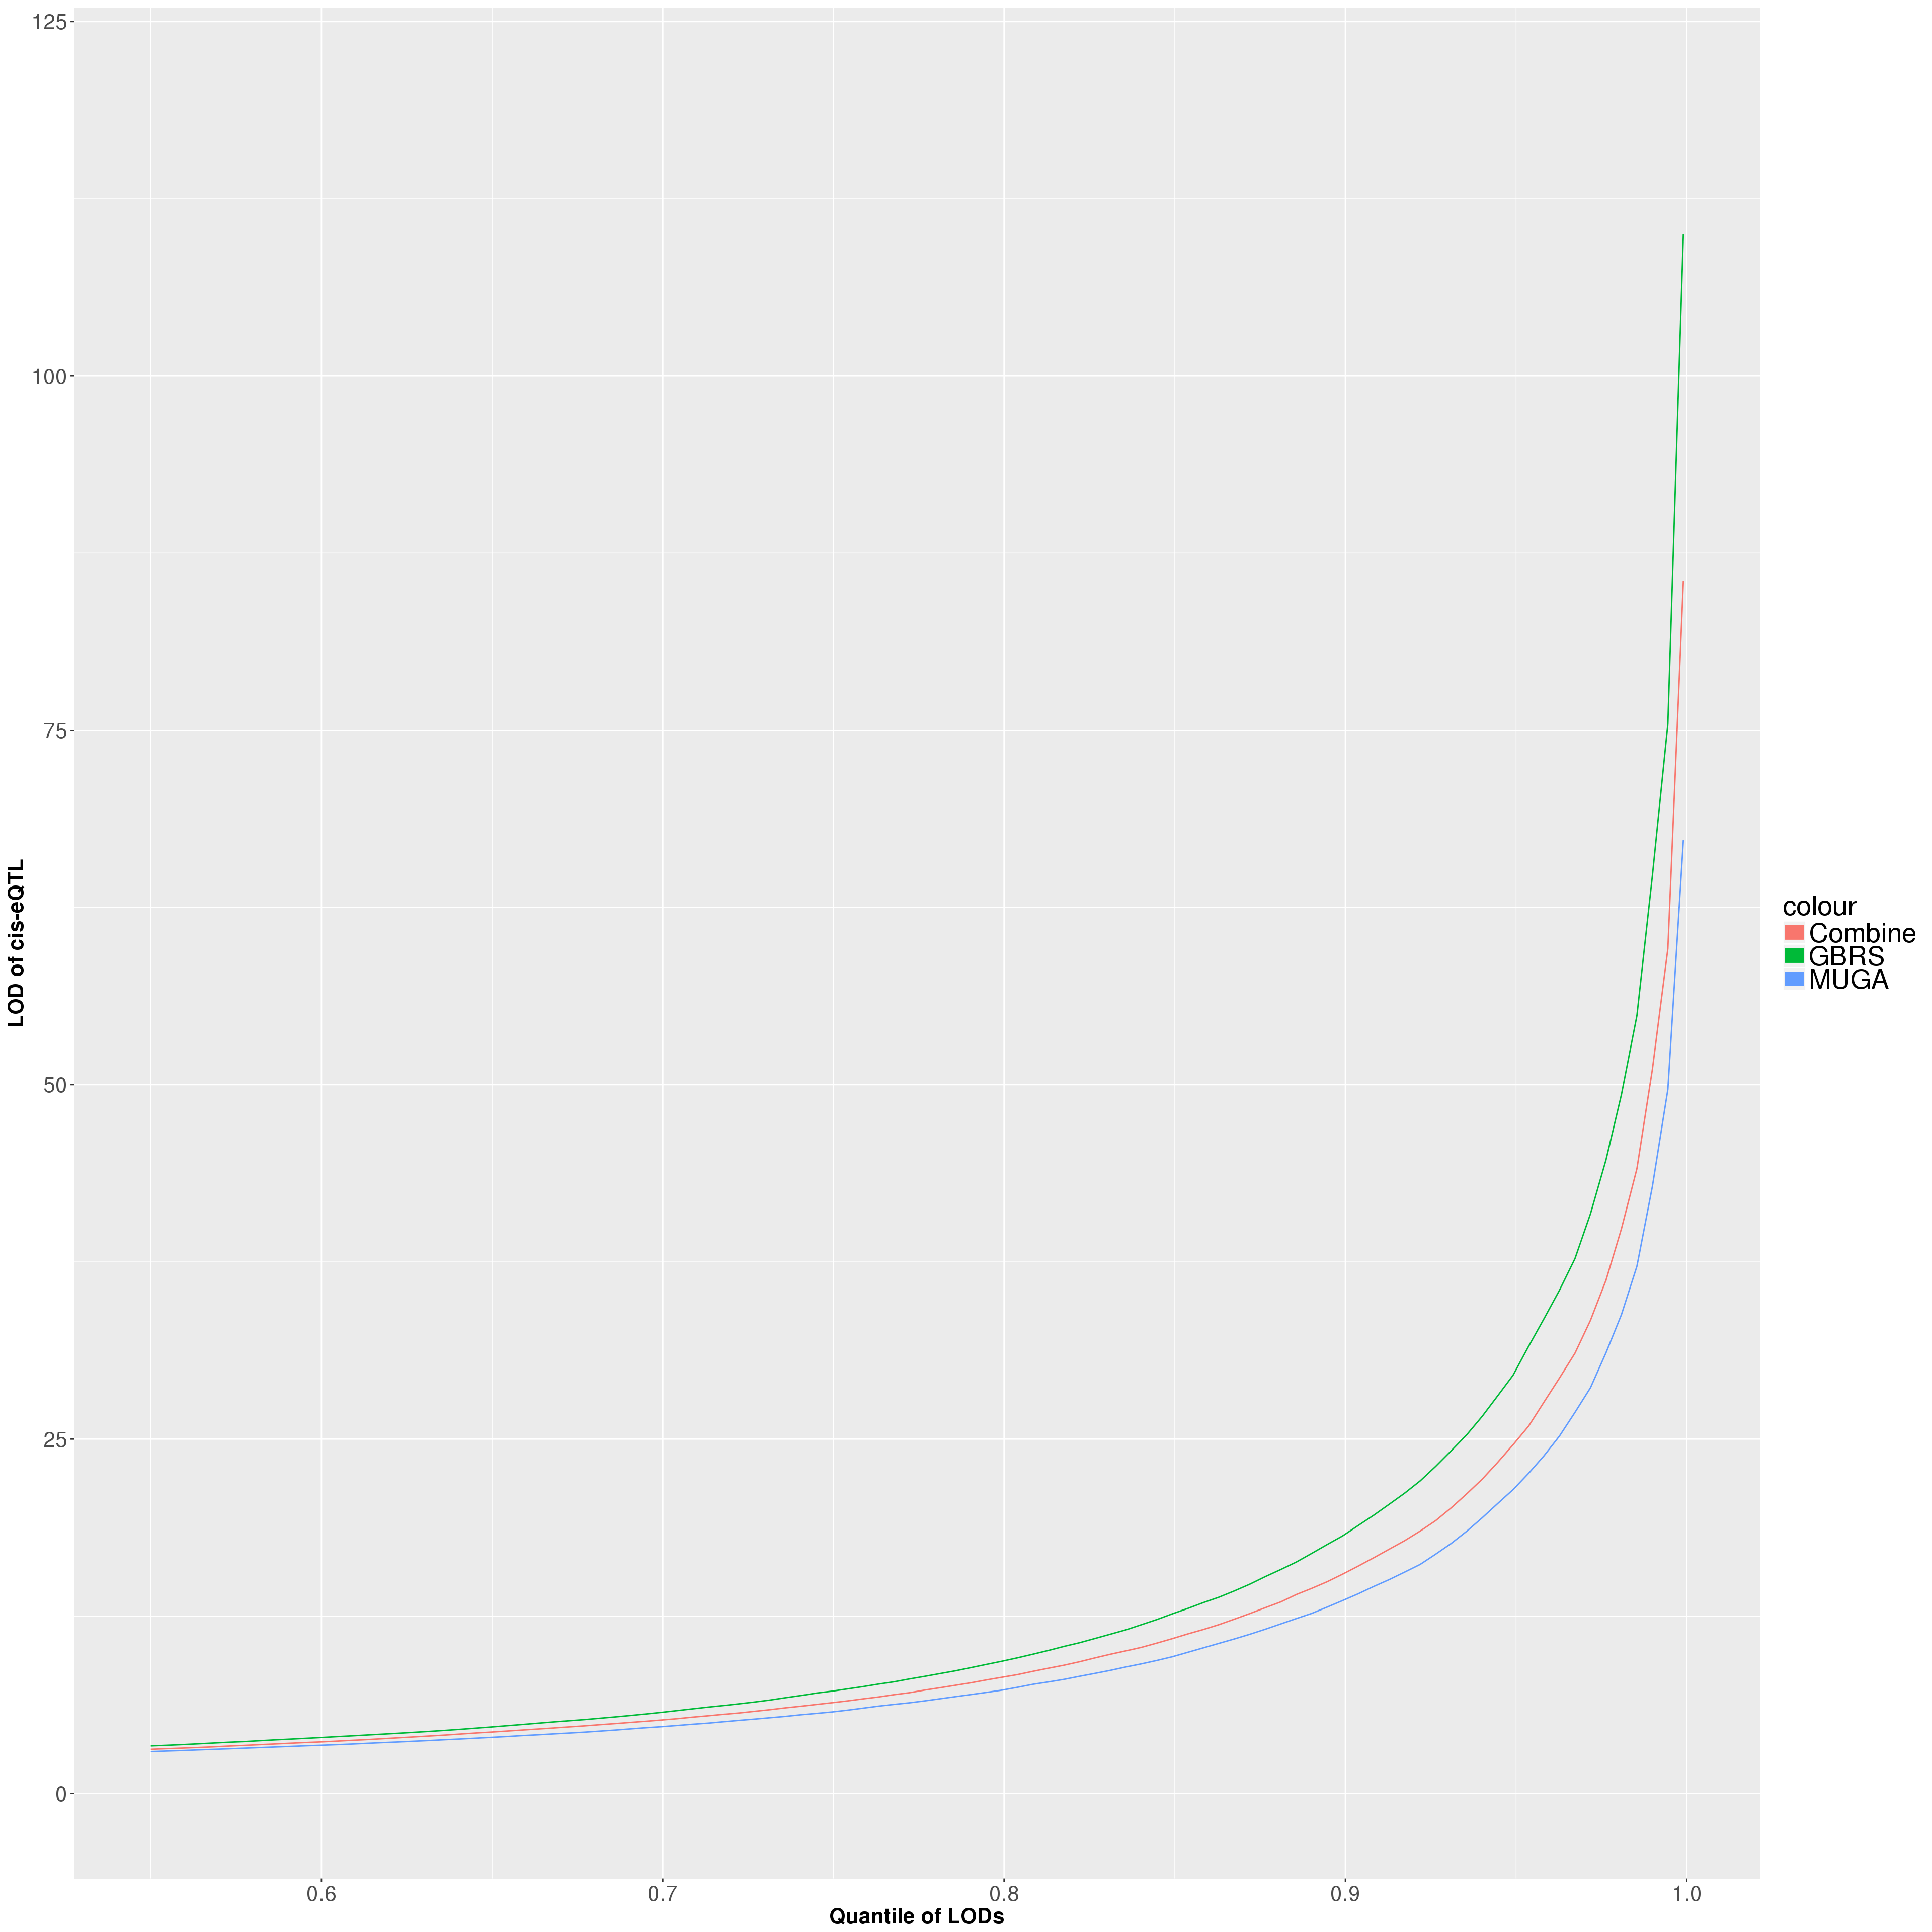 125
100
75
50
25
0
LOD of cis-eQTL
0.6 0.7 0.8 0.9 1.0
Quantile of LODs
colour
Combine
GBRS
MUGA